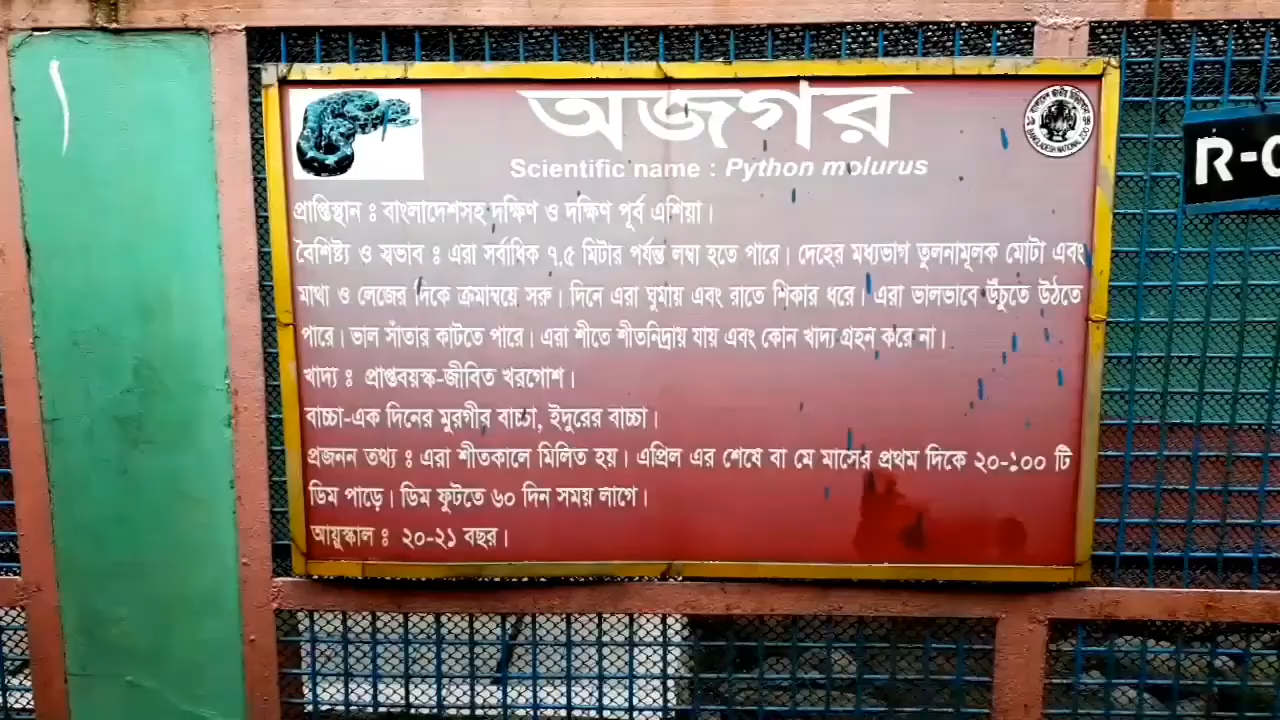 অজগর
Scientific name : Python molurus
প্রাপ্তিস্থান ঃ বাংলাদেশসহ দক্ষিণ ও দক্ষিণ পূর্ব এশিয়া।
বৈশিষ্ট্য ও স্বভাব ঃ এরা সর্বাধিক ৭.৫ মিটার পর্যন্ত লম্বা হতে পারে। দেহের মধ্যভাগ তুলনামূলক মোটা এবং
মাথা ও লেজের দিকে ক্রমান্বয়ে সরু। দিনে এরা ঘুমায় এবং রাতে শিকার ধরে। এরা ভালভাবে উঁচুতে উঠতে
পারে। ভাল সাঁতার কাটতে পারে। এরা শীতে শীতনিদ্রায় যায় এবং কোন খাদ্য গ্রহন করে না।
খাদ্য ঃ প্রাপ্তবয়স্ক-জীবিত খরগোশ।
বাচ্চা-এক দিনের মুরগীর বাচ্চা, ইদুরের বাচ্চা।
প্রজনন তথ্য ঃ এরা শীতকালে মিলিত হয়। এপ্রিল এর শেষে বা মে মাসের প্রথম দিকে ২০-১০০ টি
ডিম পাড়ে। ডিম ফুটতে ৬০ দিন সময় লাগে।
আয়ুস্কাল ঃ ২০-২১ বছর।
BANGLADESH NATIONAL ZOO